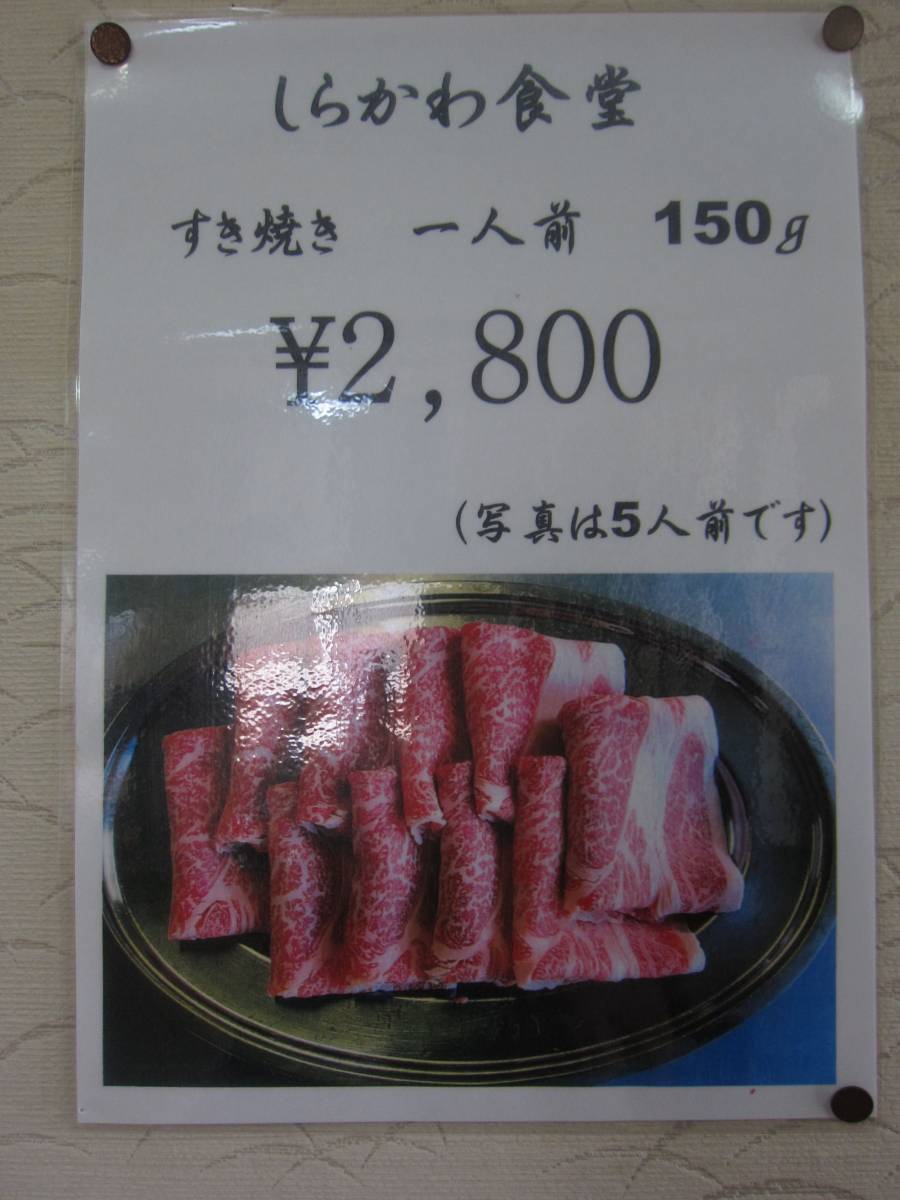 しらかわ食堂
すき焼き 一人前 150g
¥2,800
(写真は5人前です)